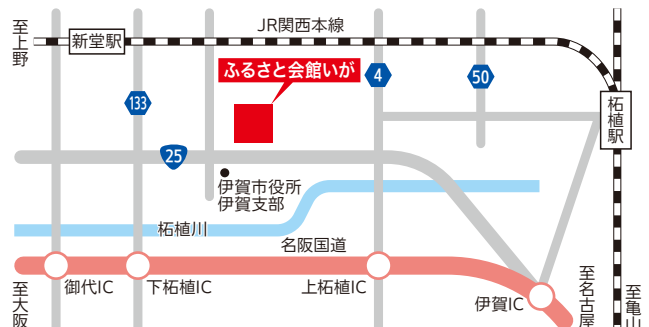 至上野
新堂駅
JR関西本線
ふるさと会館いが
4
50
133
柘植駅
25
伊賀市役所
伊賀支部
柘植川
名阪国道
御代IC
下柘植IC
上柘植IC
伊賀IC
至大阪
至名古屋
至亀山